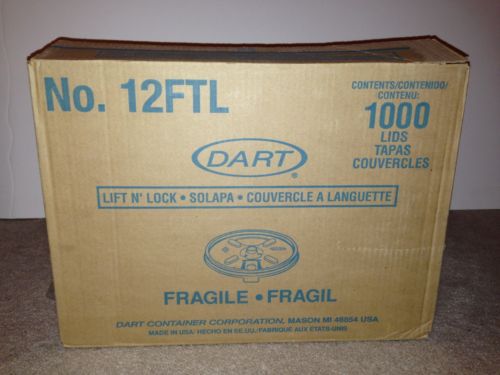 No. 12FTL
CONTENTS/CONTENIDO/
CONTENU:
1000
LIDS
TAPAS
COUVERCLES
DART®
LIFT N' LOCK • SOLAPA • COUVERCLE A LANGUETTE
FRAGILE • FRAGIL
DART CONTAINER CORPORATION, MASON MI 48854 USA
MADE IN USA/ HECHO EN EE.UU./FABRIQUE AUX ETATS-UNIS